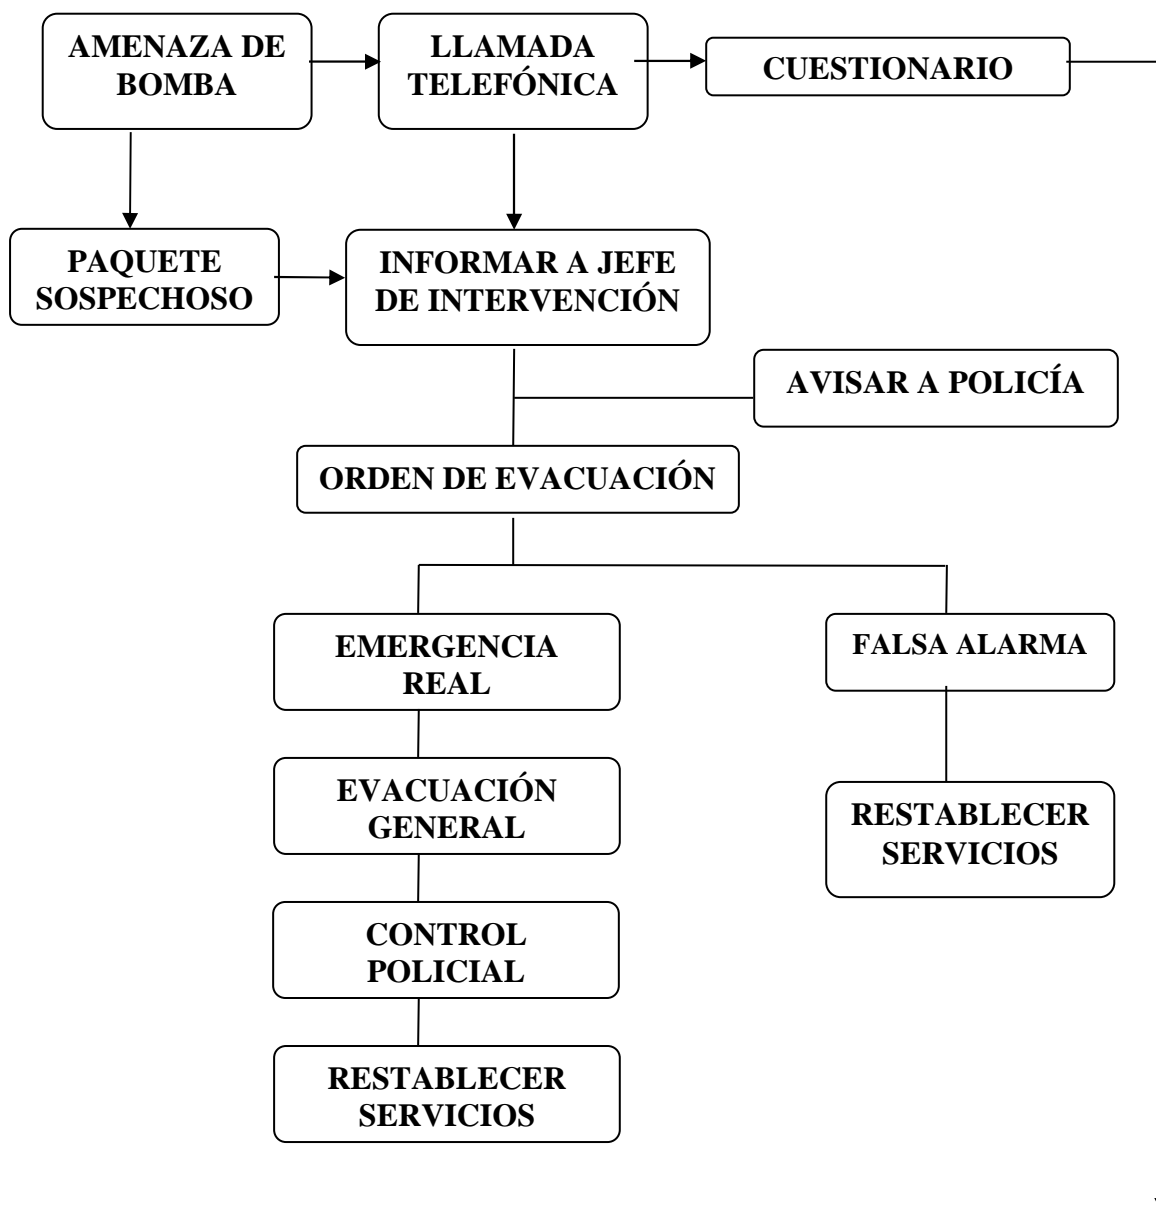 AMENAZA DE
BOMBA
LLAMADA
TELEFÓNICA
CUESTIONARIO
PAQUETE
SOSPECHOSO
INFORMAR A JEFE
DE INTERVENCIÓN
AVISAR A POLICÍA
ORDEN DE EVACUACIÓN
EMERGENCIA
REAL
FALSA ALARMA
EVACUACIÓN
GENERAL
RESTABLECER
SERVICIOS
CONTROL
POLICIAL
RESTABLECER
SERVICIOS